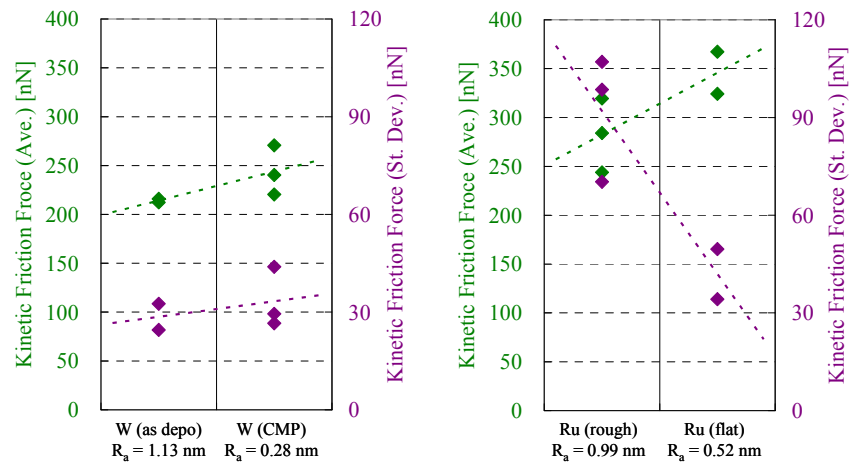 Kinetic Friction Froce (Ave.) [nN]
400
350
300
250
200
150
100
50
0
120
90
60
30
0
Kinetic Friction Force (St. Dev.) [nN]
W (as depo)
Ra = 1.13 nm
W (CMP)
Ra = 0.28 nm
Kinetic Friction Froce (Ave.) [nN]
400
350
300
250
200
150
100
50
0
120
90
60
30
0
Kinetic Friction Force (St. Dev.) [nN]
Ru (rough)
Ra = 0.99 nm
Ru (flat)
Ra = 0.52 nm